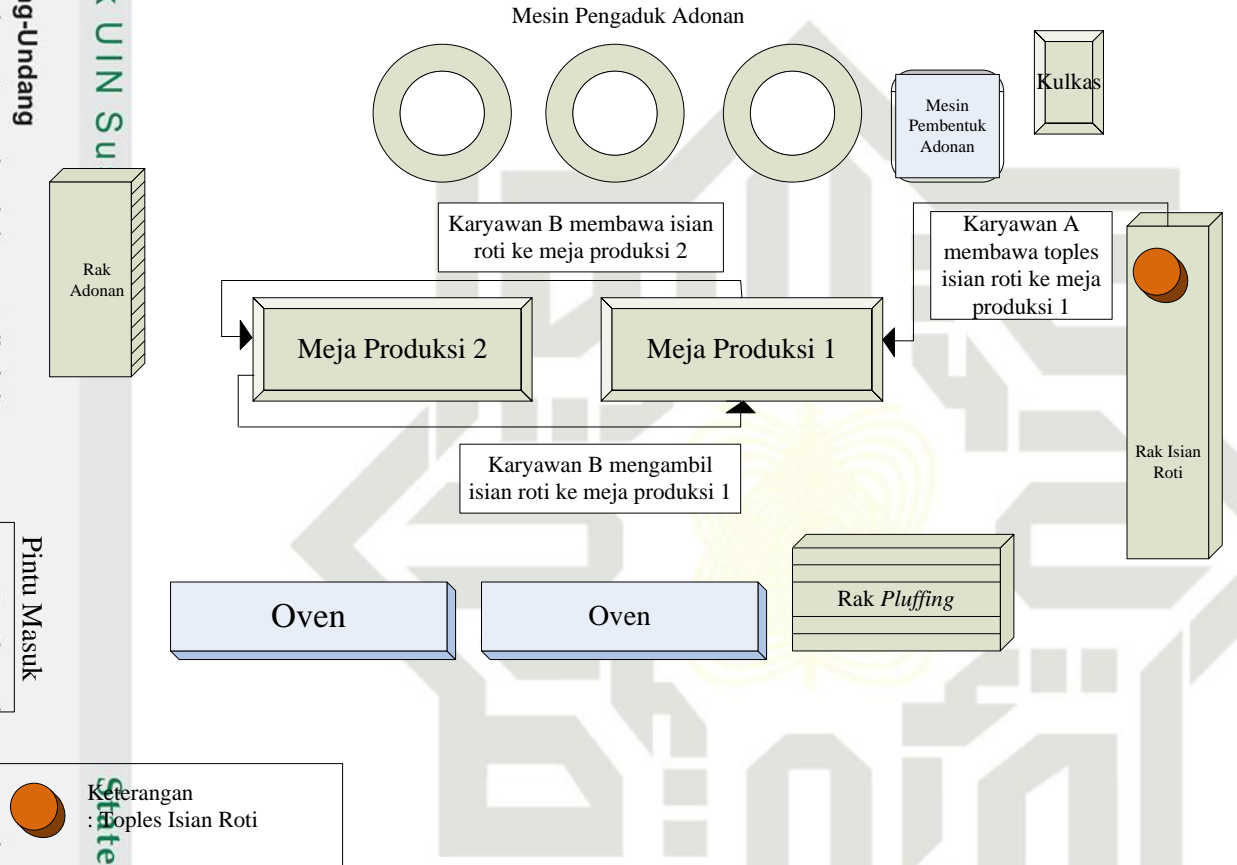 Mesin Pengaduk Adonan
Kulkas
Mesin
Pembentuk
Adonan
Rak
Adonan
Karyawan B membawa isian
roti ke meja produksi 2
Karyawan A
membawa toples
isian roti ke meja
produksi 1
Meja Produksi 2
Meja Produksi 1
Karyawan B mengambil
isian roti ke meja produksi 1
Rak Isian
Roti
Pintu Masuk
Oven
Oven
Rak Pluffing
Keterangan
: Toples Isian Roti
ng-Undang
k UIN Su
State